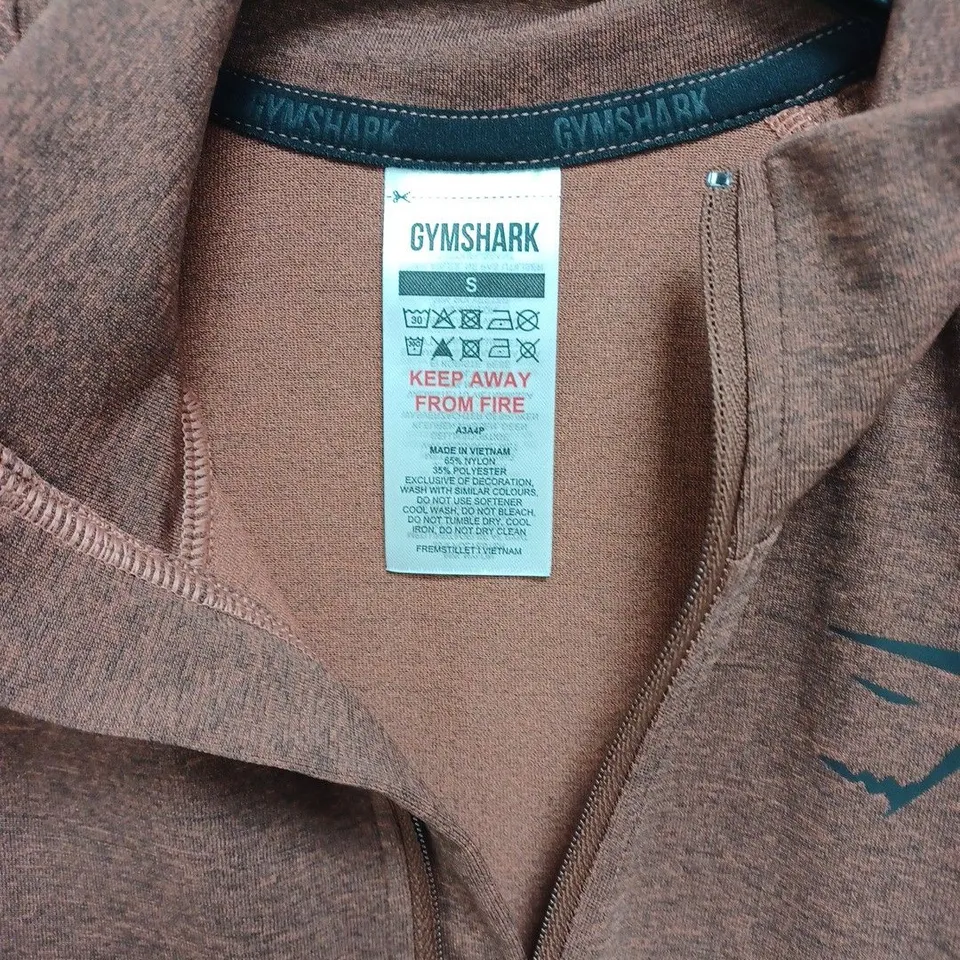 GYMSHARK GYMSHARK
GYMSHARK
S
30
KEEP AWAY
FROM FIRE
A3A4P
MADE IN VIETNAM
65% NYLON
35% POLYESTER
EXCLUSIVE OF DECORATION,
WASH WITH SIMILAR COLOURS,
DO NOT USE SOFTENER
COOL WASH, DO NOT BLEACH,
DO NOT TUMBLE DRY, COOL
IRON, DO NOT DRY CLEAN
FREMSTILLET I VIETNAM